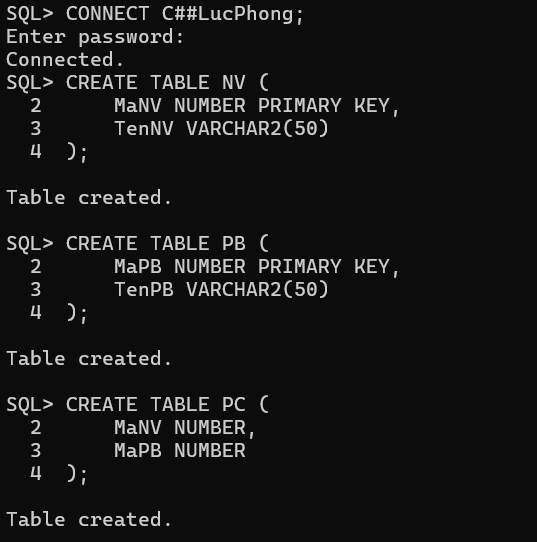 SQL> CONNECT C##LucPhong;
Enter password:
Connected.
SQL> CREATE TABLE NV (
  2      MaNV NUMBER PRIMARY KEY,
  3      TenNV VARCHAR2(50)
  4  );
Table created.
SQL> CREATE TABLE PB (
  2      MaPB NUMBER PRIMARY KEY,
  3      TenPB VARCHAR2(50)
  4  );
Table created.
SQL> CREATE TABLE PC (
  2      MaNV NUMBER,
  3      MaPB NUMBER
  4  );
Table created.